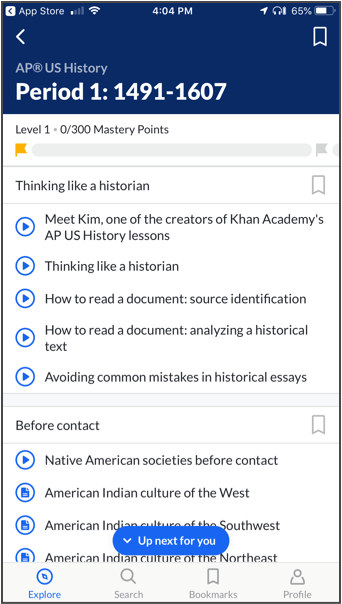 App Store
4:04 PM
65%
AP® US History
Period 1: 1491-1607
Level 1 • 0/300 Mastery Points
Thinking like a historian
Meet Kim, one of the creators of Khan Academy's
AP US History lessons
Thinking like a historian
How to read a document: source identification
How to read a document: analyzing a historical
text
Avoiding common mistakes in historical essays
Before contact
Native American societies before contact
American Indian culture of the West
American Indian culture of the Southwest
Up next for you
American Indian culture of the Northeast
Explore
Search
Bookmarks
Profile